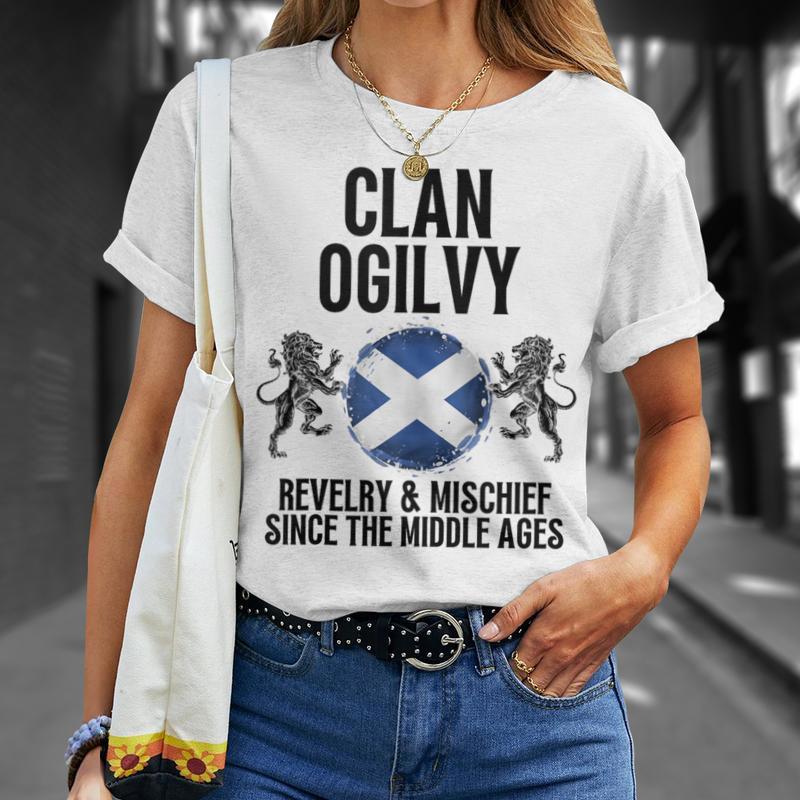 CLAN
OGILVY
REVELRY & MISCHIEF
SINCE THE MIDDLE AGES